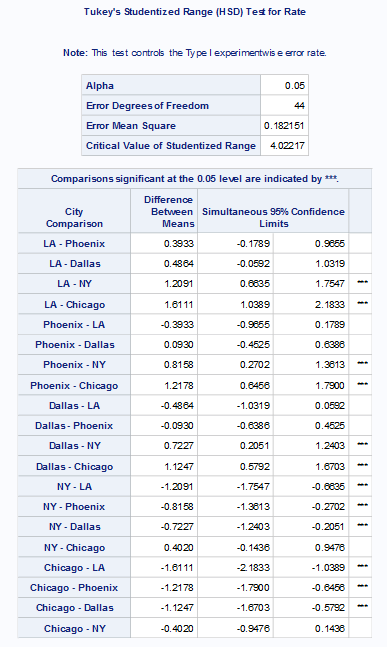 Tukey's Studentized Range (HSD) Test for Rate
Note: This test controls the Type I experimentwise error rate.
Alpha 0.05
Error Degrees of Freedom 44
Error Mean Square 0.182151
Critical Value of Studentized Range 4.02217
Comparisons significant at the 0.05 level are indicated by ***.
City Comparison Difference Between Means Simultaneous 95% Confidence Limits
LA - Phoenix 0.3933 -0.1789 0.9655
LA - Dallas 0.4864 -0.0592 1.0319
LA - NY 1.2091 0.6635 1.7547 ***
LA - Chicago 1.6111 1.0389 2.1833 ***
Phoenix - LA -0.3933 -0.9655 0.1789
Phoenix - Dallas 0.0930 -0.4525 0.6386
Phoenix - NY 0.8158 0.2702 1.3613 ***
Phoenix - Chicago 1.2178 0.6456 1.7900 ***
Dallas - LA -0.4864 -1.0319 0.0592
Dallas - Phoenix -0.0930 -0.6386 0.4525
Dallas - NY 0.7227 0.2051 1.2403 ***
Dallas - Chicago 1.1247 0.5792 1.6703 ***
NY - LA -1.2091 -1.7547 -0.6635 ***
NY - Phoenix -0.8158 -1.3613 -0.2702 ***
NY - Dallas -0.7227 -1.2403 -0.2051 ***
NY - Chicago 0.4020 -0.1436 0.9476
Chicago - LA -1.6111 -2.1833 -1.0389 ***
Chicago - Phoenix -1.2178 -1.7900 -0.6456 ***
Chicago - Dallas -1.1247 -1.6703 -0.5792 ***
Chicago - NY -0.4020 -0.9476 0.1436